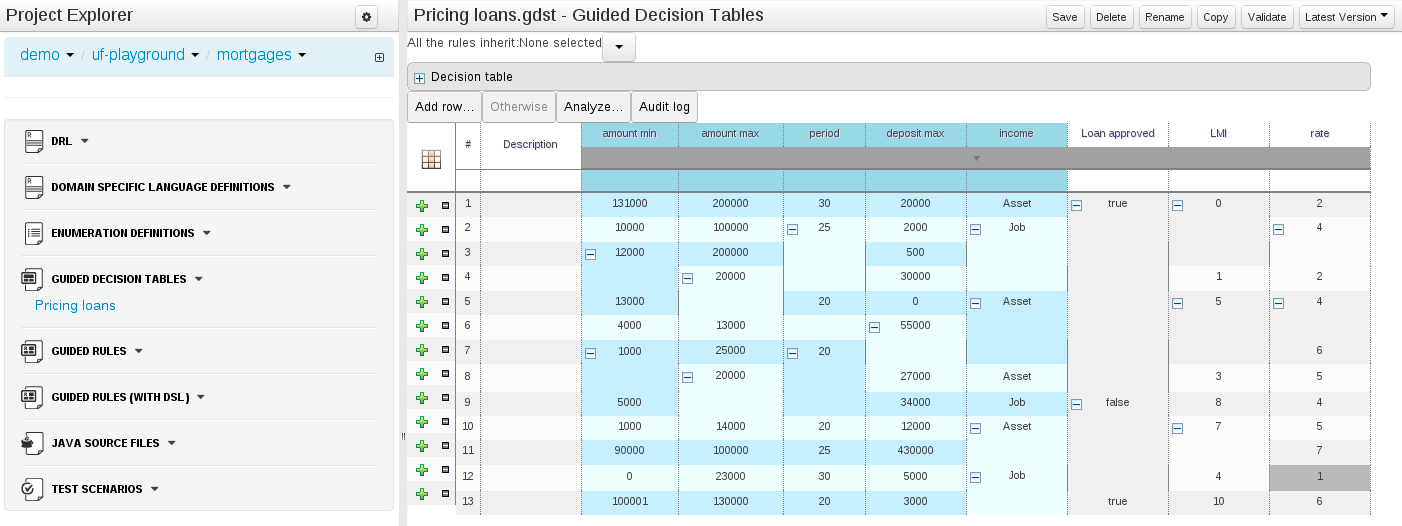 Project Explorer
demo / uf-playground / mortgages
DRL
DOMAIN SPECIFIC LANGUAGE DEFINITIONS
ENUMERATION DEFINITIONS
GUIDED DECISION TABLES
Pricing loans
GUIDED RULES
GUIDED RULES (WITH DSL)
JAVA SOURCE FILES
TEST SCENARIOS
Pricing loans.gdst - Guided Decision Tables
Save Delete Rename Copy Validate Latest Version
All the rules inherit:None selected
Decision table
Add row... Otherwise Analyze... Audit log
# Description amount min amount max period deposit max income Loan approved LMI rate
1 131000 200000 30 20000 Asset true 0 2
2 10000 100000 25 2000 Job 4
3 12000 200000 500
4 20000 30000 1 2
5 13000 20 0 Asset 5 4
6 4000 13000 55000
7 1000 25000 20 6
8 20000 27000 Asset 3 5
9 5000 34000 Job false 8 4
10 1000 14000 20 12000 Asset 7 5
11 90000 100000 25 430000 7
12 0 23000 30 5000 Job 4 1
13 100001 130000 20 3000 true 10 6